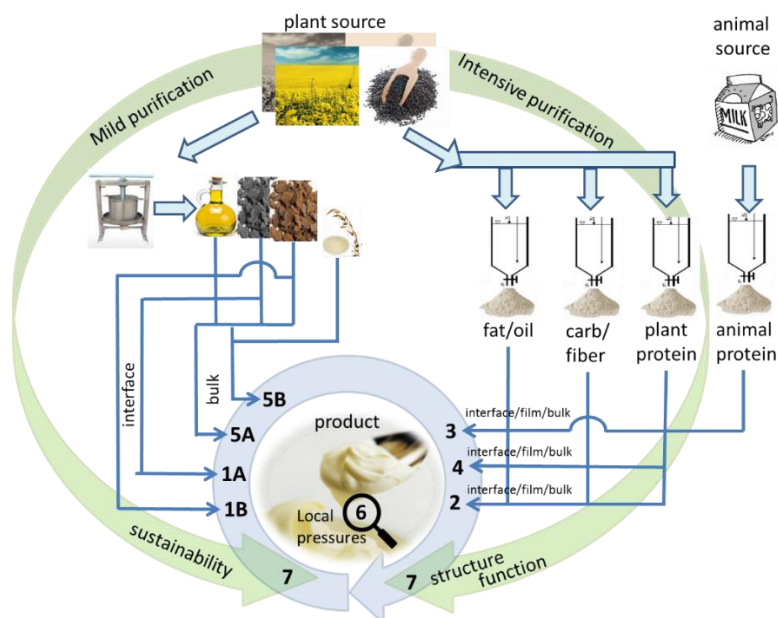 plant source
animal source
Mild purification
Intensive purification
MILK
fat/oil
carb/
fiber
plant
protein
animal
protein
interface
bulk
5B
5A
1A
1B
product
Local
pressures
6
interface/film/bulk
3
interface/film/bulk
4
interface/film/bulk
2
sustainability
7
7
structure
function